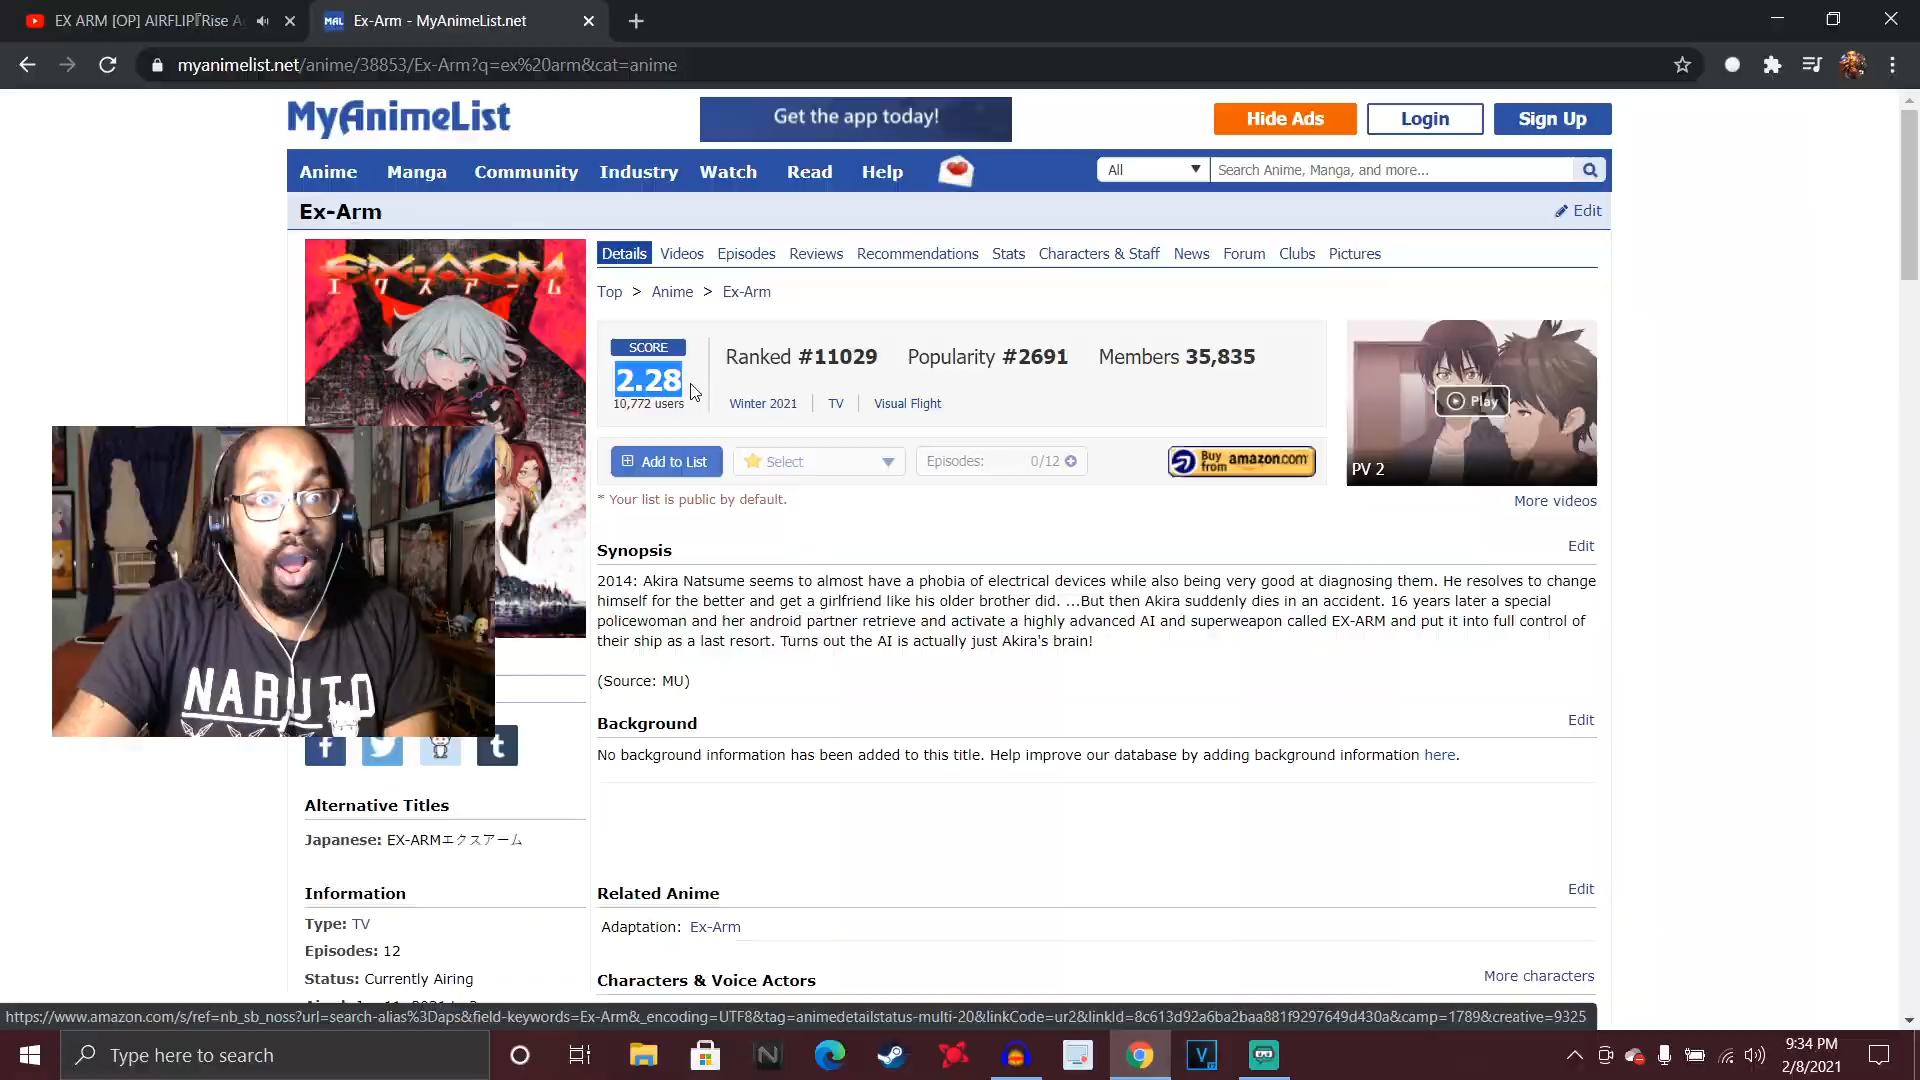 EX ARM [OP] AIRFLIP『Rise A
Ex-Arm - MyAnimeList.net
myanimelist.net/anime/38853/Ex-Arm?q=ex%20arm&cat=anime
MyAnimeList
Get the app today!
Hide Ads
Login
Sign Up
Anime
Manga
Community
Industry
Watch
Read
Help
All
Search Anime, Manga, and more...
Ex-Arm
Edit
EX-ARM
エクスアーム
Details
Videos
Episodes
Reviews
Recommendations
Stats
Characters & Staff
News
Forum
Clubs
Pictures
Top > Anime > Ex-Arm
SCORE
2.28
10,772 users
Ranked #11029
Popularity #2691
Members 35,835
Winter 2021
TV
Visual Flight
Play
PV 2
Add to List
Select
Episodes: 0/12
Buy from amazon.com
* Your list is public by default.
More videos
Synopsis
Edit
2014: Akira Natsume seems to almost have a phobia of electrical devices while also being very good at diagnosing them. He resolves to change
himself for the better and get a girlfriend like his older brother did. ...But then Akira suddenly dies in an accident. 16 years later a special
policewoman and her android partner retrieve and activate a highly advanced AI and superweapon called EX-ARM and put it into full control of
their ship as a last resort. Turns out the AI is actually just Akira's brain!
(Source: MU)
NARUTO
Background
Edit
No background information has been added to this title. Help improve our database by adding background information here.
Alternative Titles
Japanese: EX-ARMエクスアーム
Information
Type: TV
Episodes: 12
Status: Currently Airing
Related Anime
Edit
Adaptation: Ex-Arm
Characters & Voice Actors
More characters
https://www.amazon.com/s/ref=nb_sb_noss?url=search-alias%3Daps&field-keywords=Ex-Arm&_encoding=UTF8&tag=animedetailstatus-multi-20&linkCode=ur2&linkId=8c613d92a6ba2baa881f9297649d430a&camp=1789&creative=9325
Type here to search
9:34 PM
2/8/2021